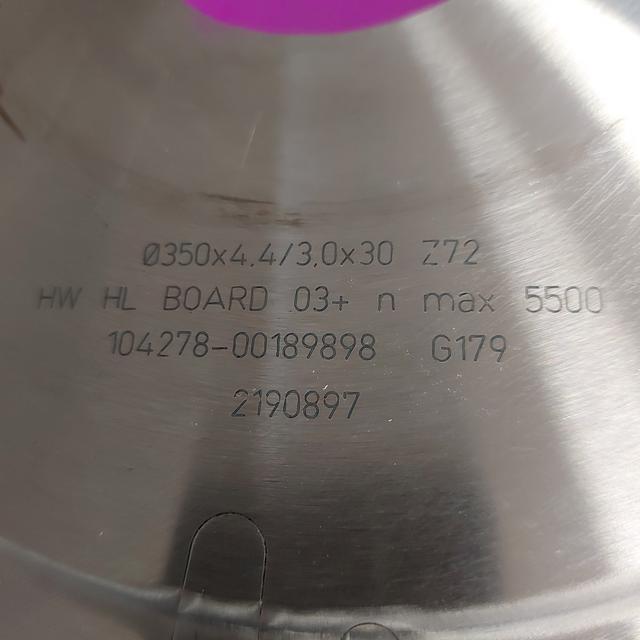 Ø350x4.4/3,0x30 Z72
HW HL BOARD 03+ n max 5500
104278-00189898 G179
2190897